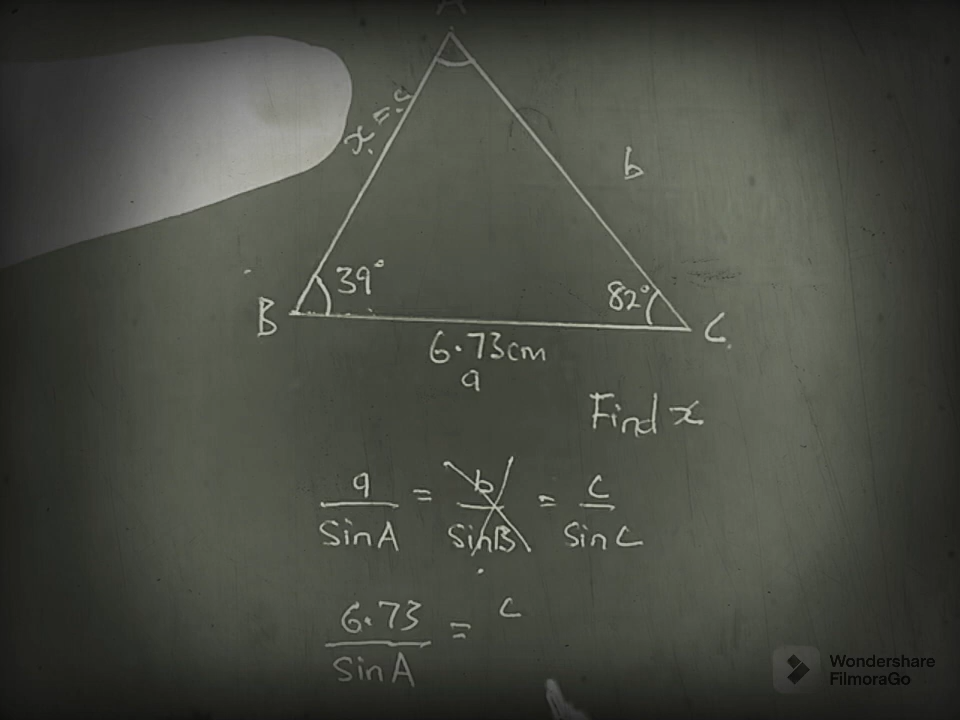 A
x = c
b
39°
82°
B
C
6.73cm
a
Find x
a = b = c
SinA SinB SinC
6.73 = c
SinA
Wondershare
FilmoraGo